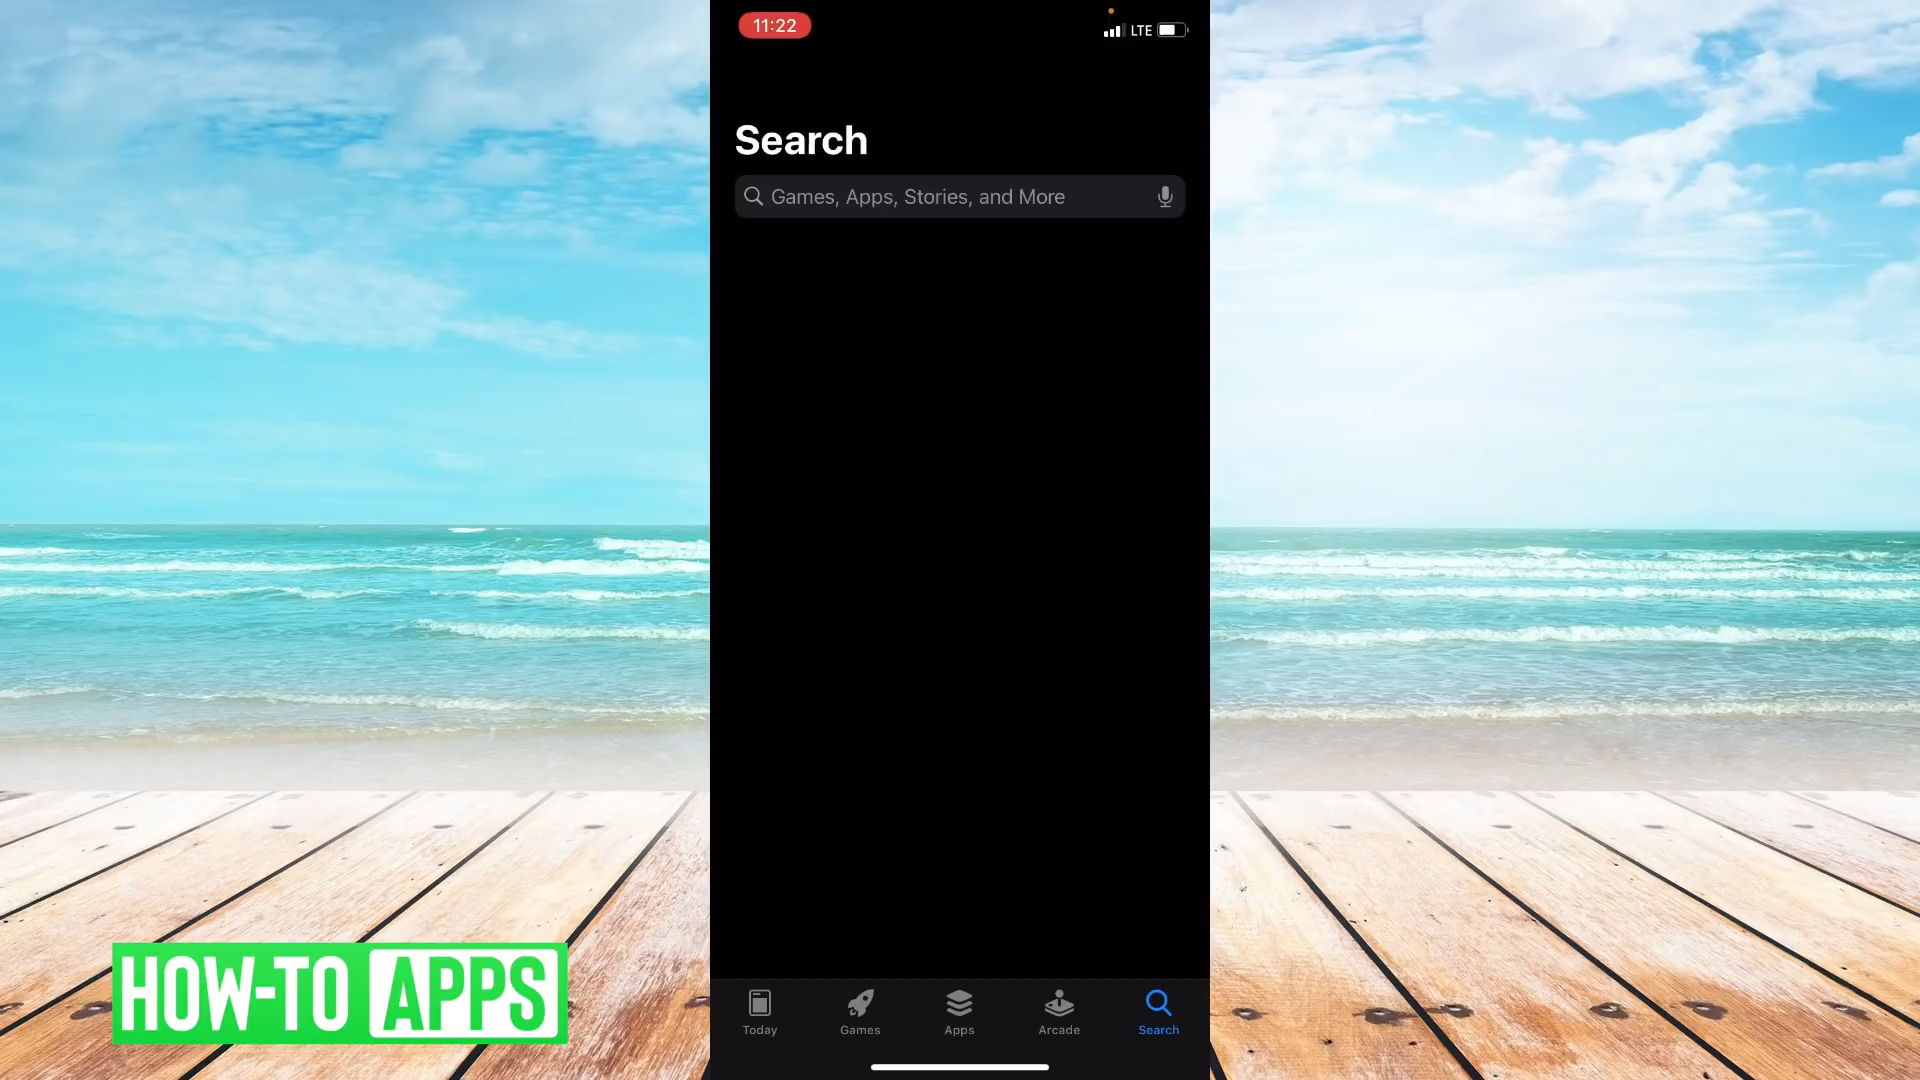 11:22
LTE
Search
Games, Apps, Stories, and More
Today
Games
Apps
Arcade
Search
HOW-TO APPS